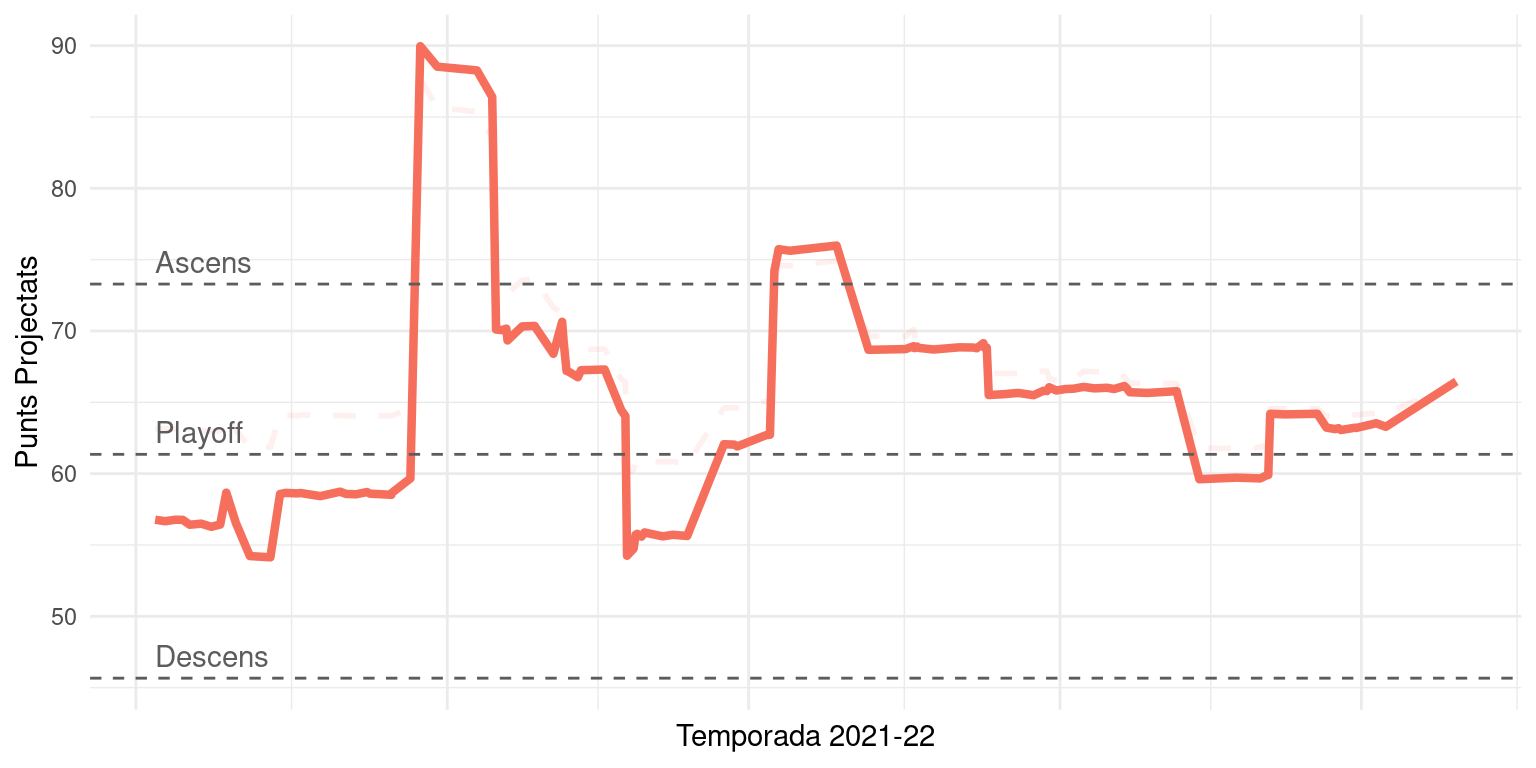 90
80
70
60
50
Ascens
Playoff
Descens
Punts Projectats
Temporada 2021-22